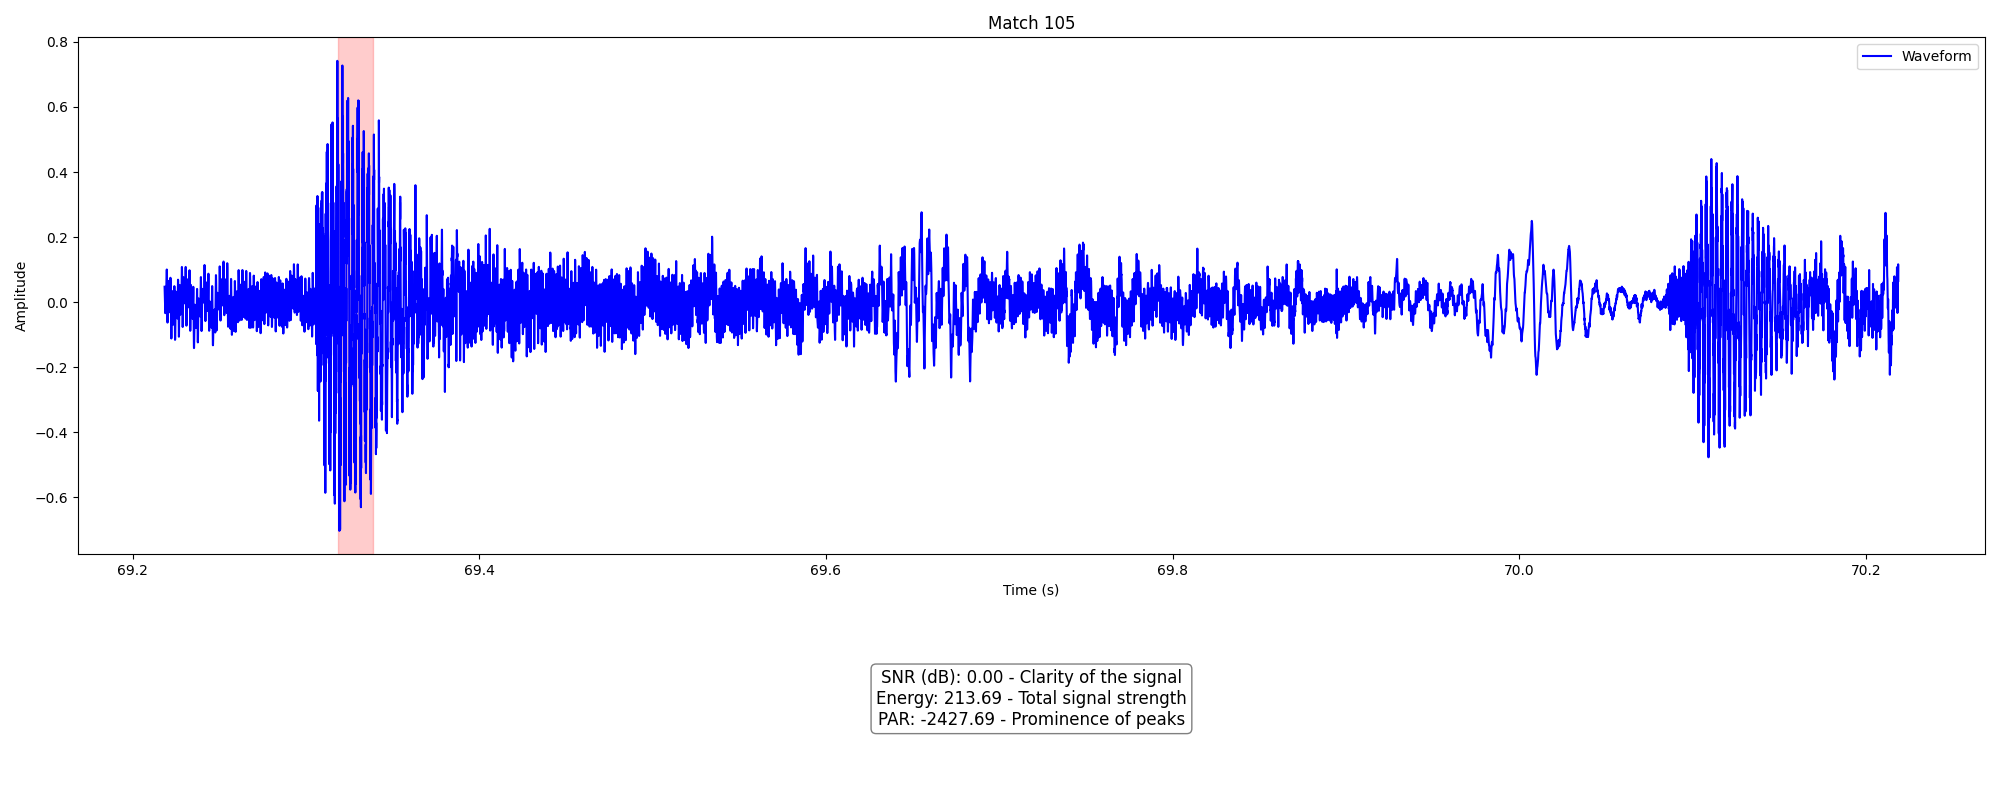 Match 105
Waveform
Amplitude
0.8
0.6
0.4
0.2
0.0
−0.2
−0.4
−0.6
69.2 69.4 69.6 69.8 70.0 70.2
Time (s)
SNR (dB): 0.00 - Clarity of the signal
Energy: 213.69 - Total signal strength
PAR: -2427.69 - Prominence of peaks